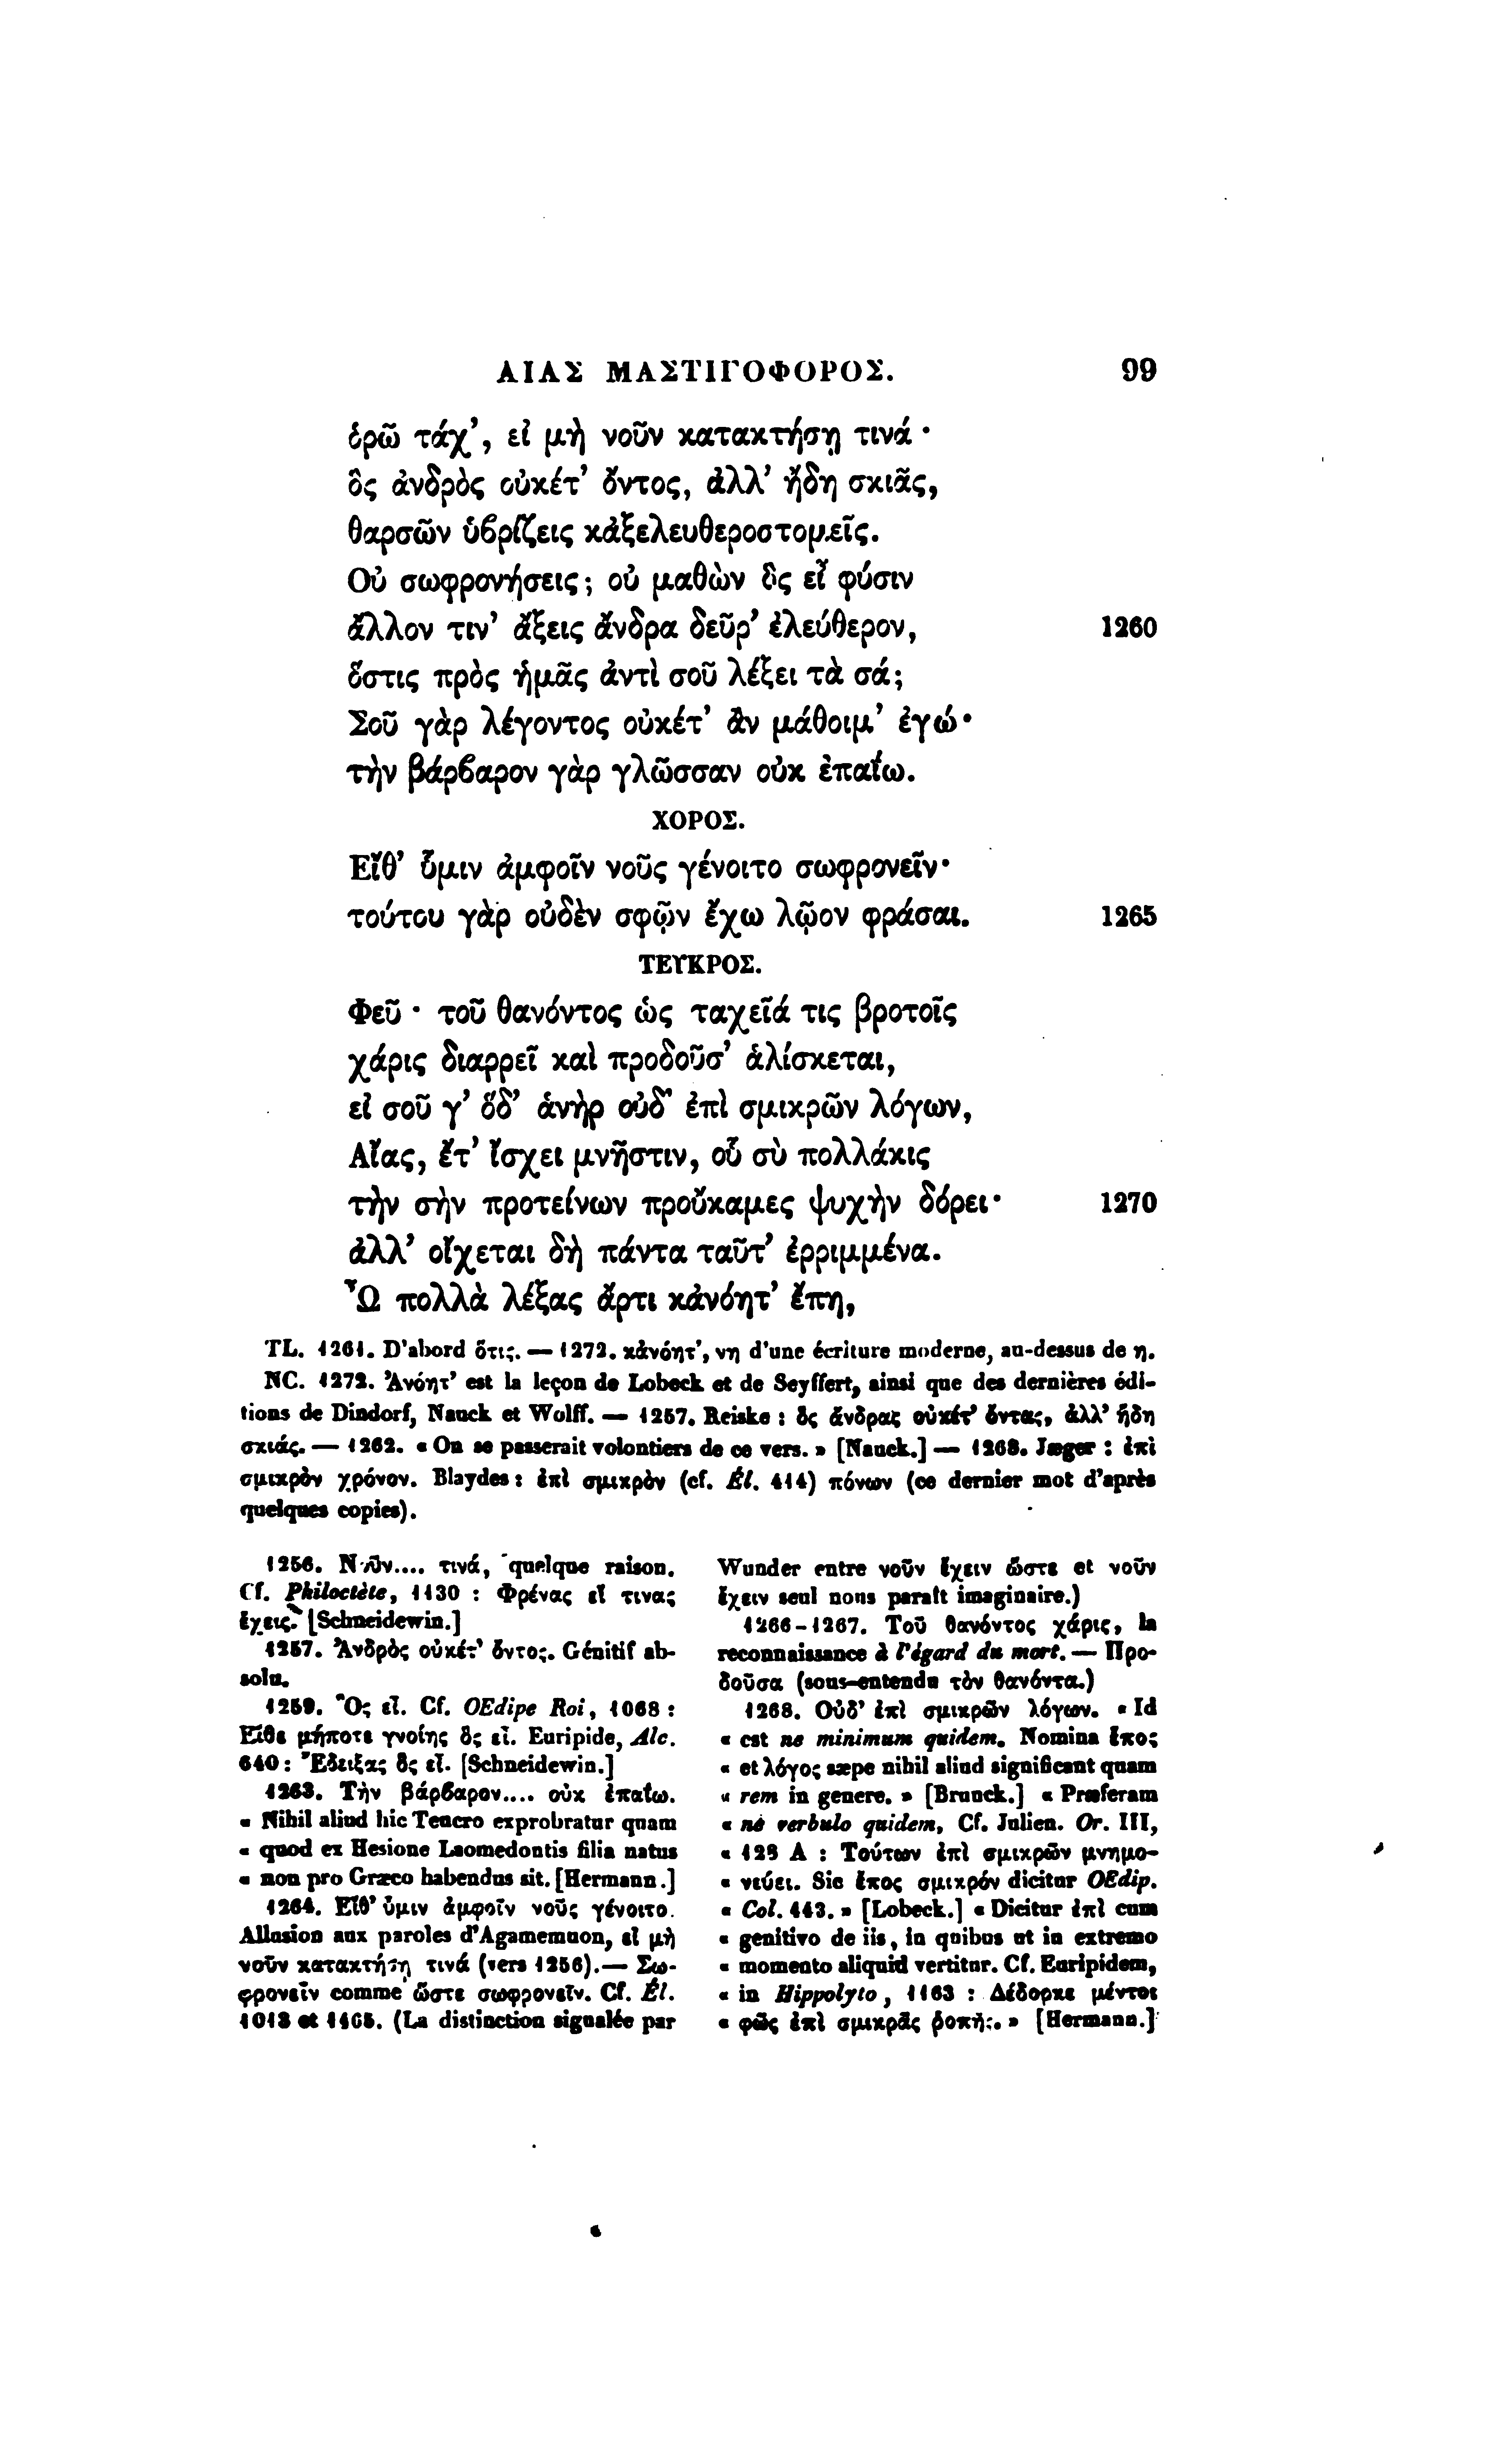 ΑΙΑΣ ΜΑΣΤΙΓΟΦΟΡΟΣ. 99
ὁρῶ τάχ’, εἰ μὴ νοῦν κατακτήσῃ τινά ·
ὃς ἀνδρὸς οὐκέτ’ ὄντος, ἀλλ’ ἤδη σκιᾶς,
θαρσῶν ὑϐρίζεις κἀξελευθεροστομεῖς.
Οὐ σωφρονήσεις; οὐ μαθὼν ὃς εἶ φύσιν
ἄλλον τιν’ ἄξεις ἄνδρα δεῦρ’ ἐλεύθερον, 1260
ὅστις πρὸς ἡμᾶς ἀντὶ σοῦ λέξει τὰ σά;
Σοῦ γὰρ λέγοντος οὐκέτ’ ἂν μάθοιμ’ ἐγώ·
τὴν βάρϐαρον γὰρ γλῶσσαν οὐκ ἐπαΐω.
ΧΟΡΟΣ.
Εἴθ’ ὗμιν ἀμφοῖν νοῦς γένοιτο σωφρονεῖν·
τούτου γὰρ οὐδὲν σφῷν ἔχω λῷον φράσαι. 1265
ΤΕΥΚΡΟΣ.
Φεῦ · τοῦ θανόντος ὡς ταχεῖά τις βροτοῖς
χάρις διαρρεῖ καὶ προδοῦσ’ ἁλίσκεται,
εἰ σοῦ γ’ ὅδ’ ἁνὴρ οὐδ’ ἐπὶ σμικρῶν λόγων,
Αἴας, ἔτ’ ἴσχει μνῆστιν, οὗ σὺ πολλάκις
τὴν σὴν προτείνων προὔκαμες ψυχὴν δόρει· 1270
ἀλλ’ οἴχεται δὴ πάντα ταῦτ’ ἐρριμμένα.
Ὦ πολλὰ λέξας ἄρτι κἀνόητ’ ἔπη,
TL. 1261. D'abord ὅτις. — 1272. κἀνόητ’, νη d'une écriture moderne, au-dessus de η.
NC. 1272. Ἀνόητ’ est la leçon de Lobeck et de Seyffert, ainsi que des dernières édi-
tions de Dindorf, Nauck et Wolff. — 1257. Reiske : ὃς ἄνδρας οὐκέτ’ ὄντας, ἀλλ’ ἤδη
σκιάς. — 1262. « On se passerait volontiers de ce vers. » [Nauck.] — 1268. Jæger : ἐπὶ
σμικρὸν χρόνον. Blaydes : ἐπὶ σμικρὸν (cf. Él. 414) πόνων (ce dernier mot d'après
quelques copies).
1256. Νοῦν.... τινά, quelque raison.
Cf. Philoctète, 1130 : Φρένας εἴ τινας
ἔχεις. [Schneidewin.]
1257. Ἀνδρὸς οὐκέτ’ ὄντος. Génitif ab-
solu.
1259. Ὃς εἶ. Cf. OEdipe Roi, 1068 :
Εἴθε μήποτε γνοίης ὃς εἶ. Euripide, Alc.
640 : Ἔδειξας ὃς εἶ. [Schneidewin.]
1263. Τὴν βάρϐαρον.... οὐκ ἐπαΐω.
« Nihil aliud hic Teucro exprobratur quam
« quod ex Hesione Laomedontis filia natus
« non pro Græco habendus sit. [Hermann.]
1264. Εἴθ’ ὗμιν ἀμφοῖν νοῦς γένοιτο.
Allusion aux paroles d'Agamemnon, εἰ μὴ
νοῦν κατακτήσῃ τινά (vers 1256).— Σω-
φρονεῖν comme ὥστε σωφρονεῖν. Cf. Él.
1013 et 1465. (La distinction signalée par
Wunder entre νοῦν ἔχειν ὥστε et νοῦν
ἔχειν seul nous paraît imaginaire.)
1266-1267. Τοῦ θανόντος χάρις, la
reconnaissance à l'égard du mort. — Προ-
δοῦσα (sous-entendu τὸν θανόντα.)
1268. Οὐδ’ ἐπὶ σμικρῶν λόγων. « Id
« est ne minimum quidem. Nomina ἔπος
« et λόγος sæpe nihil aliud significant quam
« rem in genere. » [Brunck.] « Præferam
« ne verbulo quidem, Cf. Julien. Or. III,
« 125 A : Τούτων ἐπὶ σμικρῶν μνημο-
« νεύει. Sic ἔπος σμικρόν dicitur OEdip.
« Col. 443. » [Lobeck.] « Dicitur ἐπὶ cum
« genitivo de iis, in quibus ut in extremo
« momento aliquid vertitur. Cf. Euripidem,
« in Hippolyto, 1163 : Δέδορκε μέντοι
« φῶς ἐπὶ σμικρᾶς ῥοπῆς. » [Hermann.]